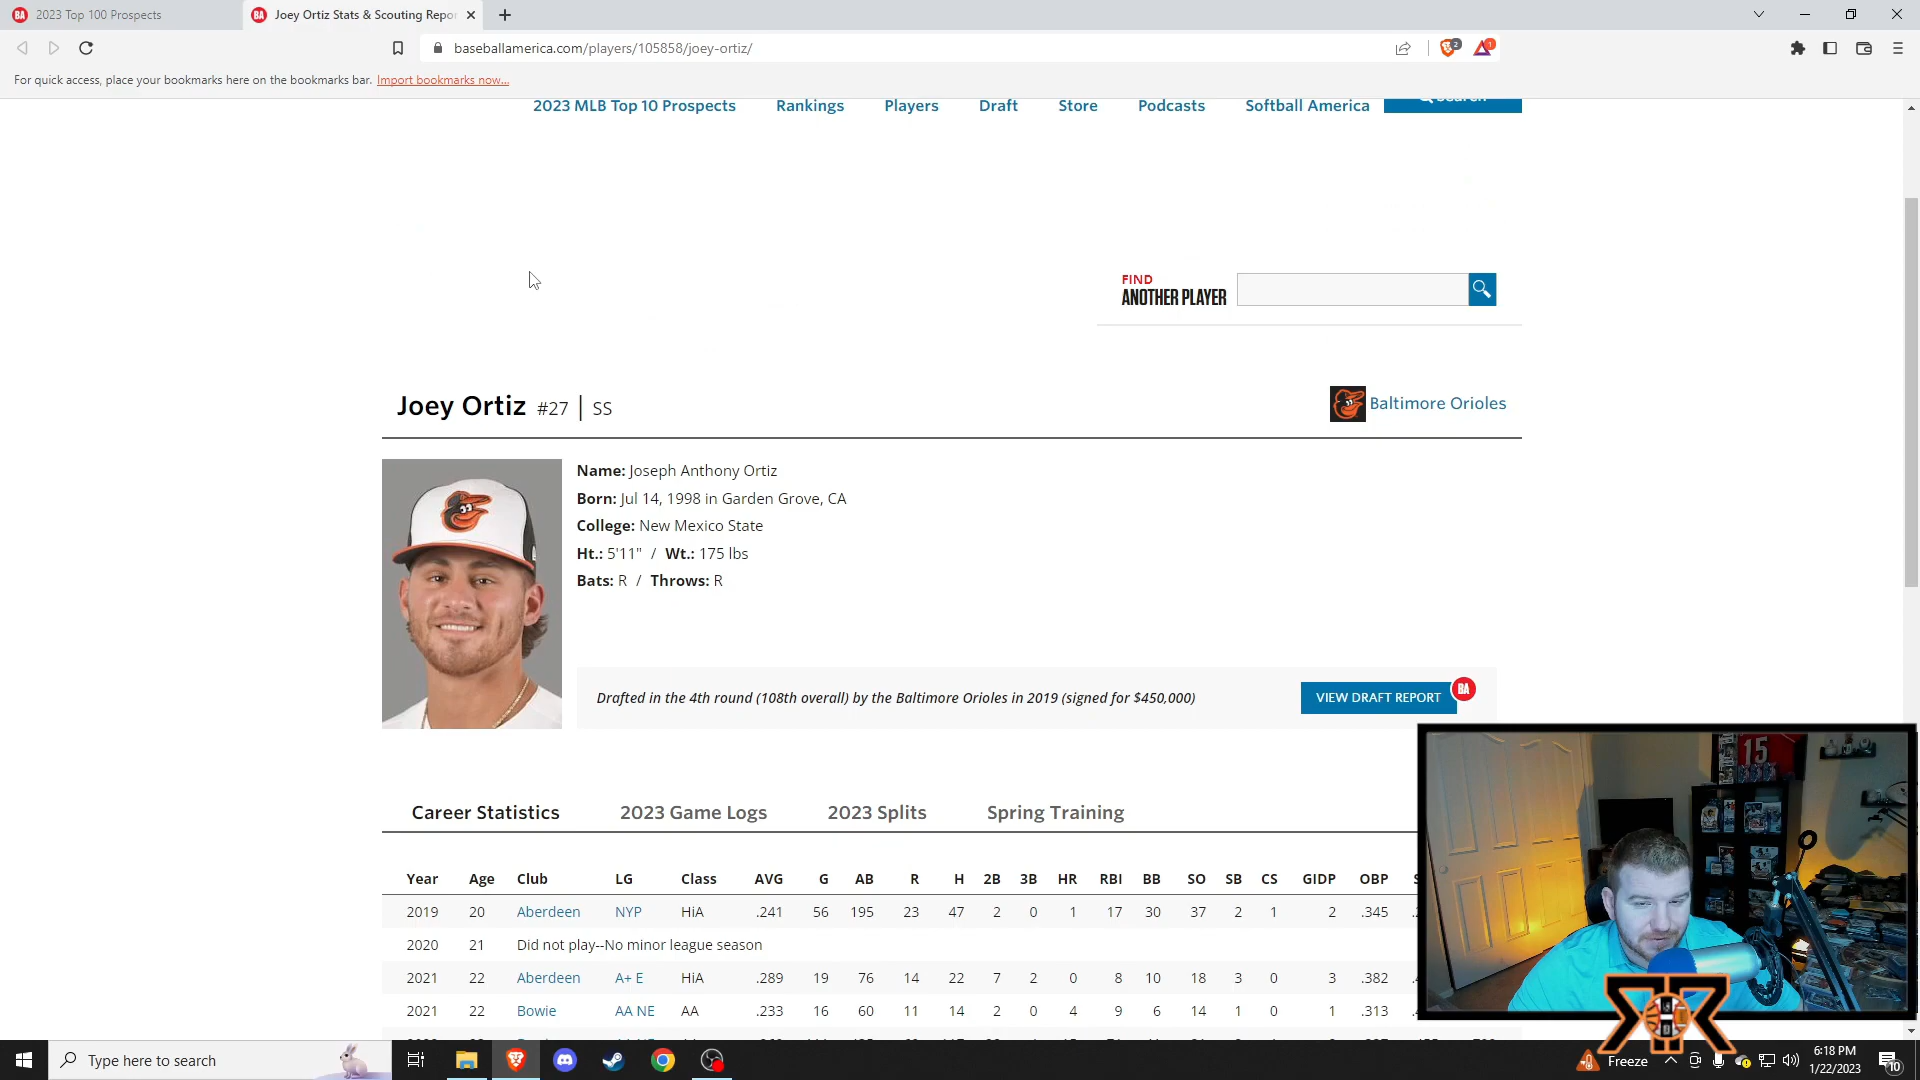 2023 Top 100 Prospects
Joey Ortiz Stats & Scouting Repor
baseballamerica.com/players/105858/joey-ortiz/
2
1
For quick access, place your bookmarks here on the bookmarks bar. Import bookmarks now...
2023 MLB Top 10 Prospects Rankings Players Draft Store Podcasts Softball America Search
FIND
ANOTHER PLAYER
Joey Ortiz #27 | SS
Baltimore Orioles
Name: Joseph Anthony Ortiz
Born: Jul 14, 1998 in Garden Grove, CA
College: New Mexico State
Ht.: 5'11" / Wt.: 175 lbs
Bats: R / Throws: R
Drafted in the 4th round (108th overall) by the Baltimore Orioles in 2019 (signed for $450,000)
VIEW DRAFT REPORT BA
Career Statistics 2023 Game Logs 2023 Splits Spring Training
Year Age Club LG Class AVG G AB R H 2B 3B HR RBI BB SO SB CS GIDP OBP
2019 20 Aberdeen NYP HiA .241 56 195 23 47 2 0 1 17 30 37 2 1 2 .345
2020 21 Did not play--No minor league season
2021 22 Aberdeen A+ E HiA .289 19 76 14 22 7 2 0 8 10 18 3 0 3 .382
2021 22 Bowie AA NE AA .233 16 60 11 14 2 0 4 9 6 14 1 0 1 .313
15
Type here to search
Freeze
6:18 PM
1/22/2023
10